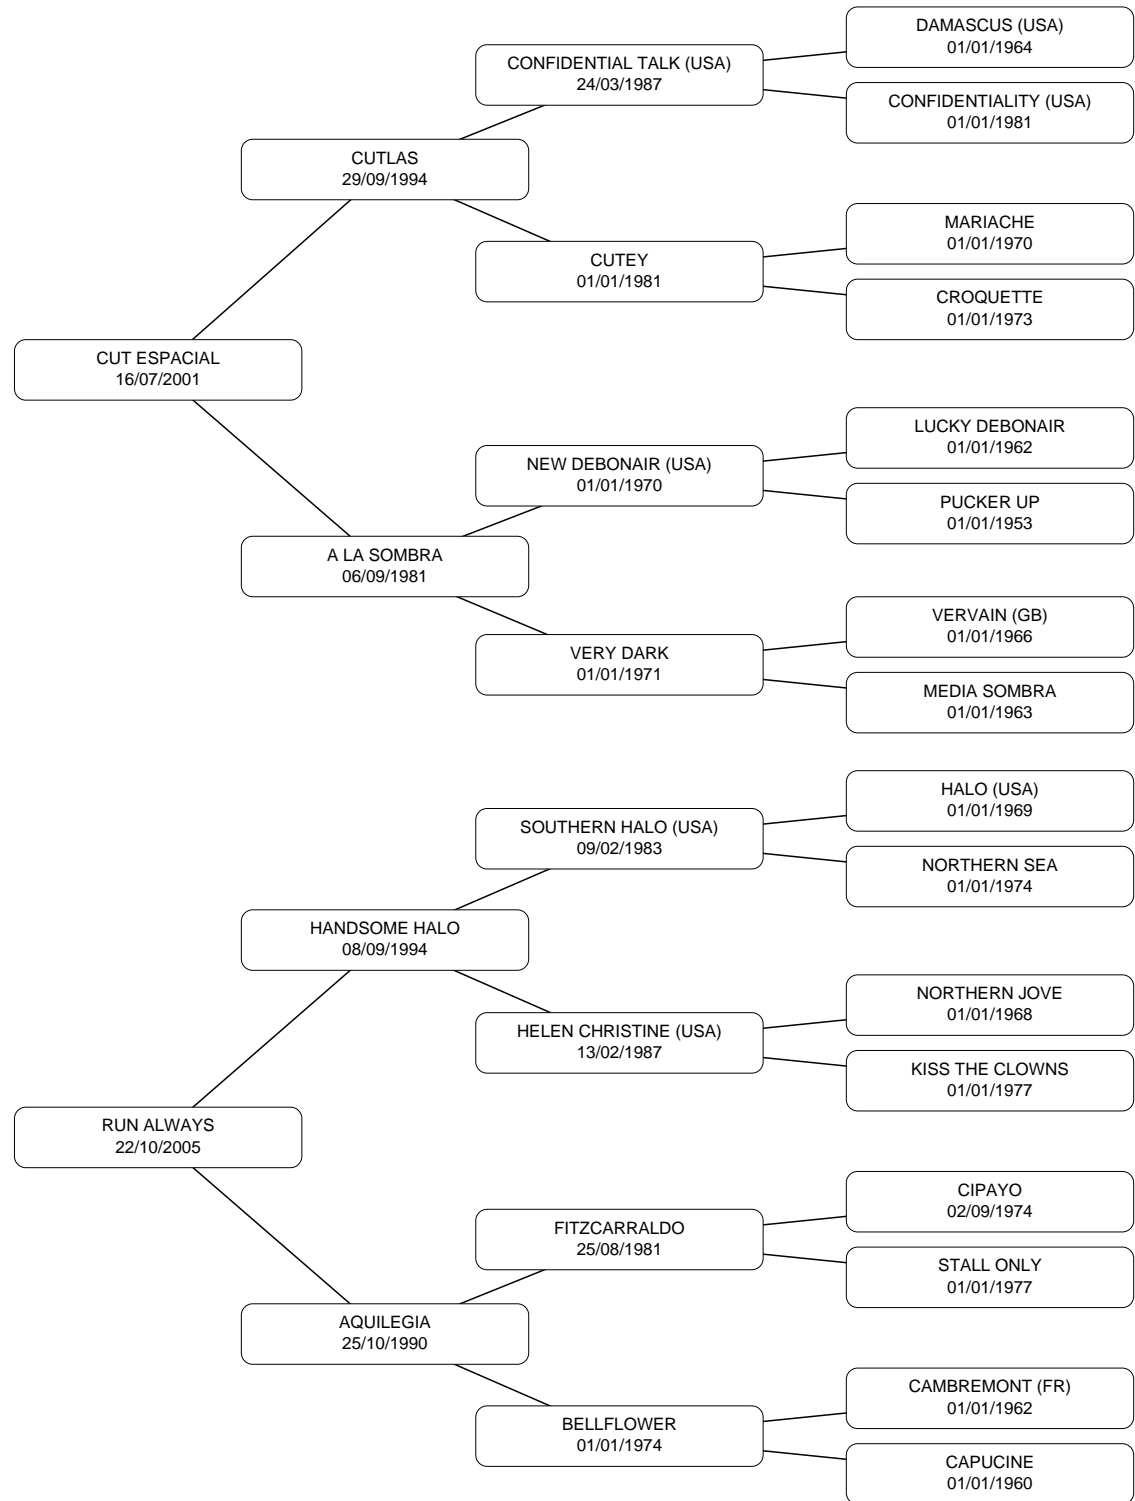 DAMASCUS (USA)
01/01/1964
CONFIDENTIAL TALK (USA)
24/03/1987
CONFIDENTIALITY (USA)
01/01/1981
CUTLAS
29/09/1994
MARIACHE
01/01/1970
CUTEY
01/01/1981
CROQUETTE
01/01/1973
CUT ESPACIAL
16/07/2001
LUCKY DEBONAIR
01/01/1962
NEW DEBONAIR (USA)
01/01/1970
PUCKER UP
01/01/1953
A LA SOMBRA
06/09/1981
VERVAIN (GB)
01/01/1966
VERY DARK
01/01/1971
MEDIA SOMBRA
01/01/1963
HALO (USA)
01/01/1969
SOUTHERN HALO (USA)
09/02/1983
NORTHERN SEA
01/01/1974
HANDSOME HALO
08/09/1994
NORTHERN JOVE
01/01/1968
HELEN CHRISTINE (USA)
13/02/1987
KISS THE CLOWNS
01/01/1977
RUN ALWAYS
22/10/2005
CIPAYO
02/09/1974
FITZCARRALDO
25/08/1981
STALL ONLY
01/01/1977
AQUILEGIA
25/10/1990
CAMBREMONT (FR)
01/01/1962
BELLFLOWER
01/01/1974
CAPUCINE
01/01/1960